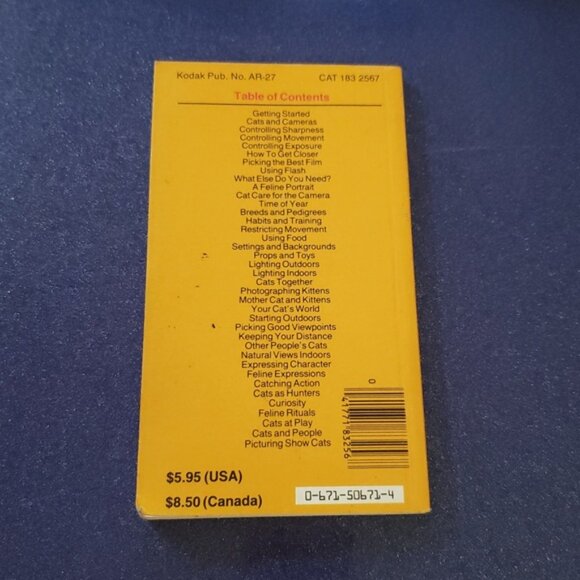 Kodak Pub. No. AR-27 CAT 183 2567
Table of Contents
Getting Started
Cats and Cameras
Controlling Sharpness
Controlling Movement
Controlling Exposure
How To Get Closer
Picking the Best Film
Using Flash
What Else Do You Need?
A Feline Portrait
Cat Care for the Camera
Time of Year
Breeds and Pedigrees
Habits and Training
Restricting Movement
Using Food
Settings and Backgrounds
Props and Toys
Lighting Outdoors
Lighting Indoors
Cats Together
Photographing Kittens
Mother Cat and Kittens
Your Cat's World
Starting Outdoors
Picking Good Viewpoints
Keeping Your Distance
Other People's Cats
Natural Views Indoors
Expressing Character
Feline Expressions
Catching Action
Cats as Hunters
Curiosity
Feline Rituals
Cats at Play
Cats and People
Picturing Show Cats
0
41771 83256
$5.95 (USA)
$8.50 (Canada)
0-671-50671-4